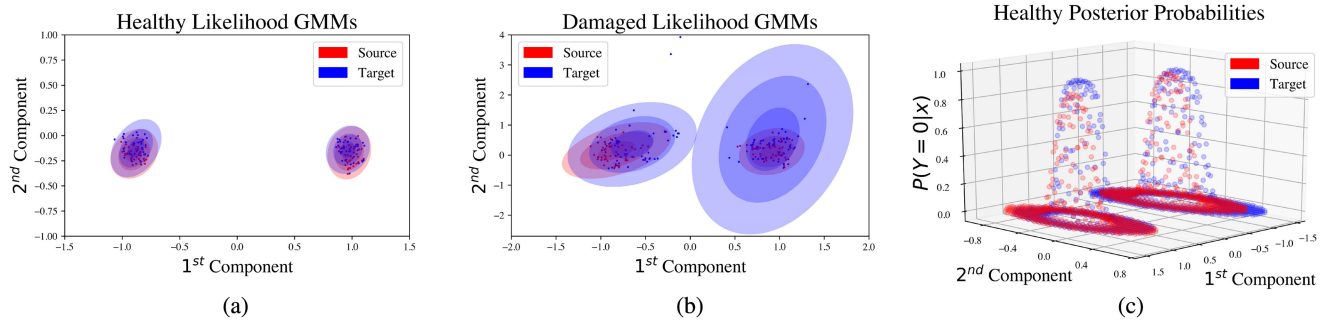 Healthy Likelihood GMMs
1.00
0.75
0.50
0.25
0.00
−0.25
−0.50
−0.75
−1.00
2nd Component
−1.5
−1.0
−0.5
0.0
0.5
1.0
1.5
1st Component
Source
Target
(a)
Damaged Likelihood GMMs
4
3
2
1
0
−1
−2
2nd Component
−2.0
−1.5
−1.0
−0.5
0.0
0.5
1.0
1.5
2.0
1st Component
Source
Target
(b)
Healthy Posterior Probabilities
Source
Target
P(Y = 0|x)
1.0
0.8
0.6
0.4
0.2
0.0
−0.8
−0.4
0.0
0.4
0.8
2nd Component
1.5
1.0
0.5
0.0
−0.5
−1.0
−1.5
1st Component
(c)